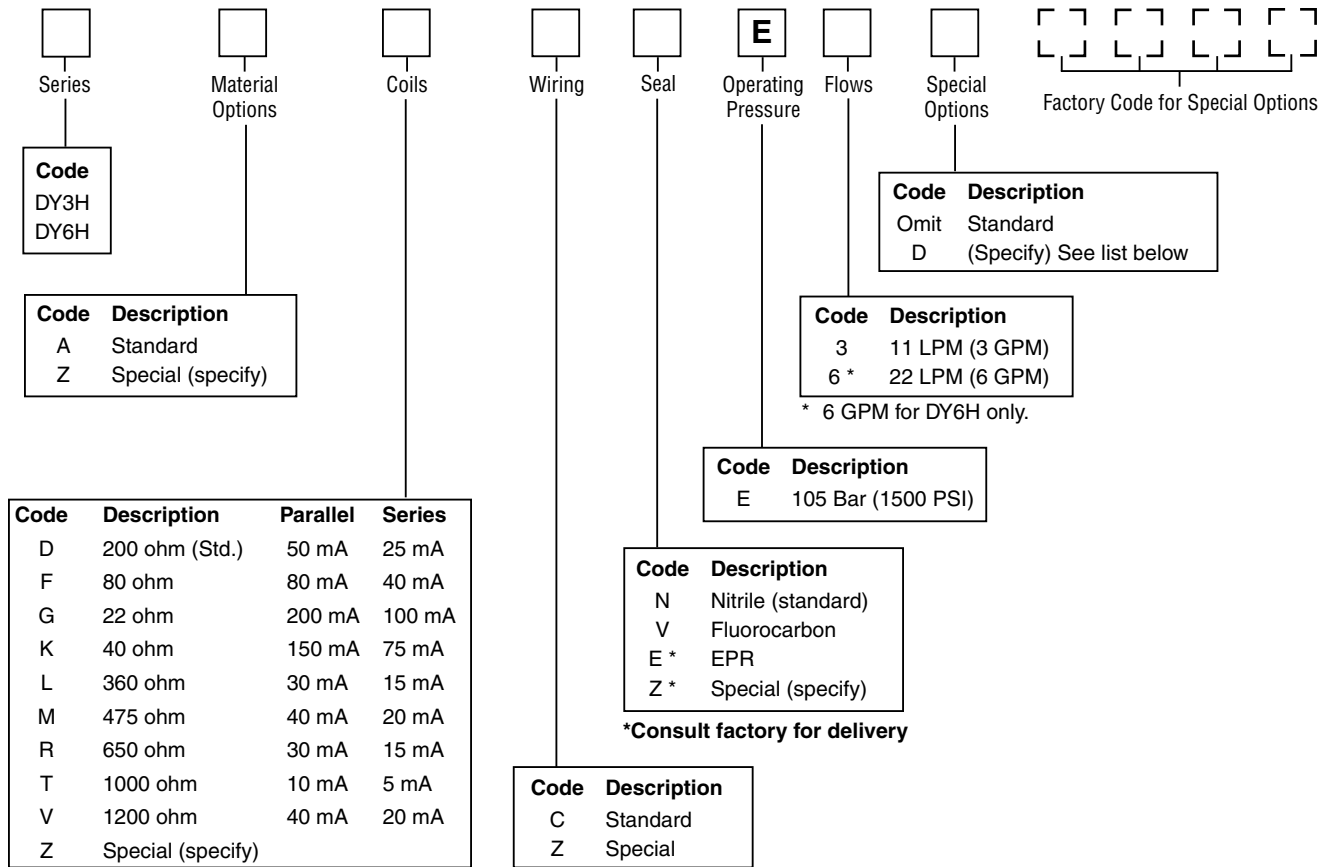 E
Series
Material
Options
Coils
Wiring
Seal
Operating
Pressure
Flows
Special
Options
Factory Code for Special Options
Code
DY3H
DY6H
Code Description
Omit Standard
D (Specify) See list below
Code Description
A Standard
Z Special (specify)
Code Description
3 11 LPM (3 GPM)
6 * 22 LPM (6 GPM)
* 6 GPM for DY6H only.
Code Description
E 105 Bar (1500 PSI)
Code Description Parallel Series
D 200 ohm (Std.) 50 mA 25 mA
F 80 ohm 80 mA 40 mA
G 22 ohm 200 mA 100 mA
K 40 ohm 150 mA 75 mA
L 360 ohm 30 mA 15 mA
M 475 ohm 40 mA 20 mA
R 650 ohm 30 mA 15 mA
T 1000 ohm 10 mA 5 mA
V 1200 ohm 40 mA 20 mA
Z Special (specify)
Code Description
N Nitrile (standard)
V Fluorocarbon
E * EPR
Z * Special (specify)
*Consult factory for delivery
Code Description
C Standard
Z Special